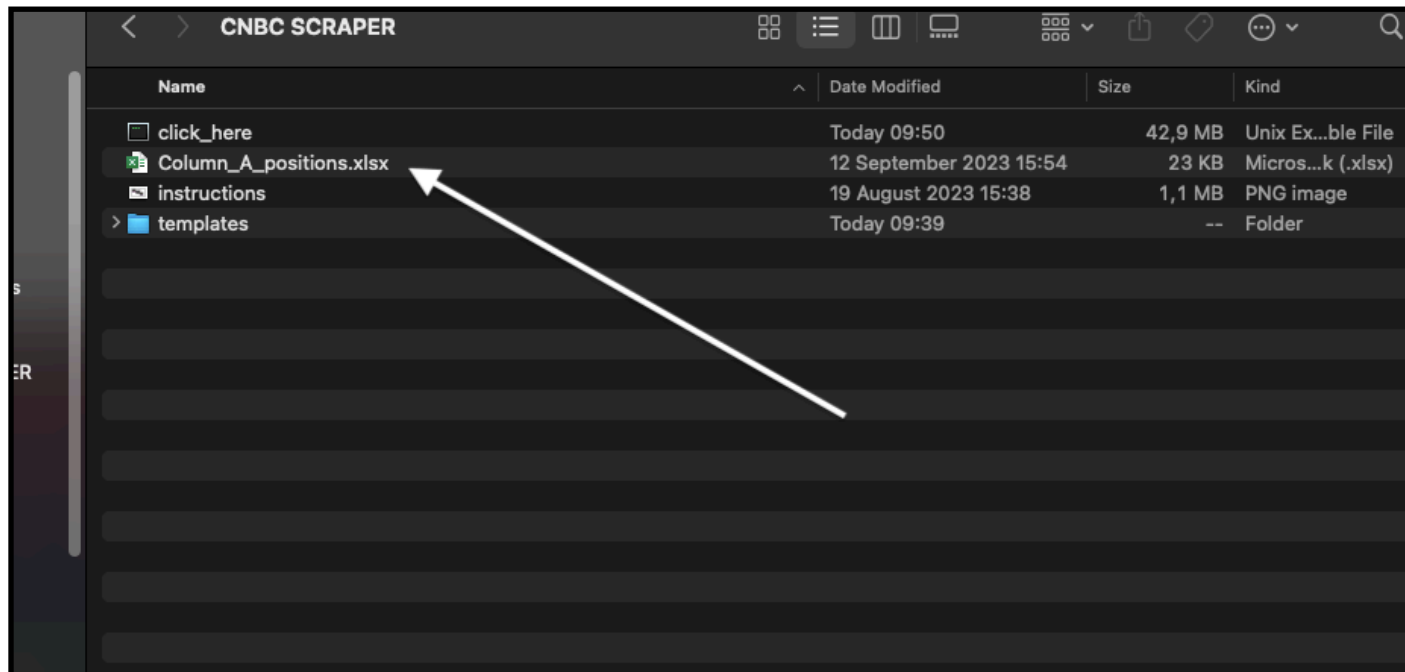 CNBC SCRAPER
Name Date Modified Size Kind
click_here Today 09:50 42,9 MB Unix Ex...ble File
Column_A_positions.xlsx 12 September 2023 15:54 23 KB Micros...k (.xlsx)
instructions 19 August 2023 15:38 1,1 MB PNG image
templates Today 09:39 -- Folder
s
ER